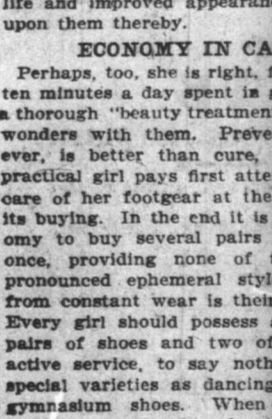 life and improved appearan
upon them thereby.
ECONOMY IN CA
Perhaps, too, she is right,
ten minutes a day spent in
a thorough "beauty treatmen
wonders with them. Preve
ever, is better than cure,
practical girl pays first atte
care of her footgear at the
its buying. In the end it is
omy to buy several pairs
once, providing none of
pronounced ephemeral styl
from constant wear is thei
Every girl should possess
pairs of shoes and two of
active service, to say noth
special varieties as dancing
gymnasium shoes. When